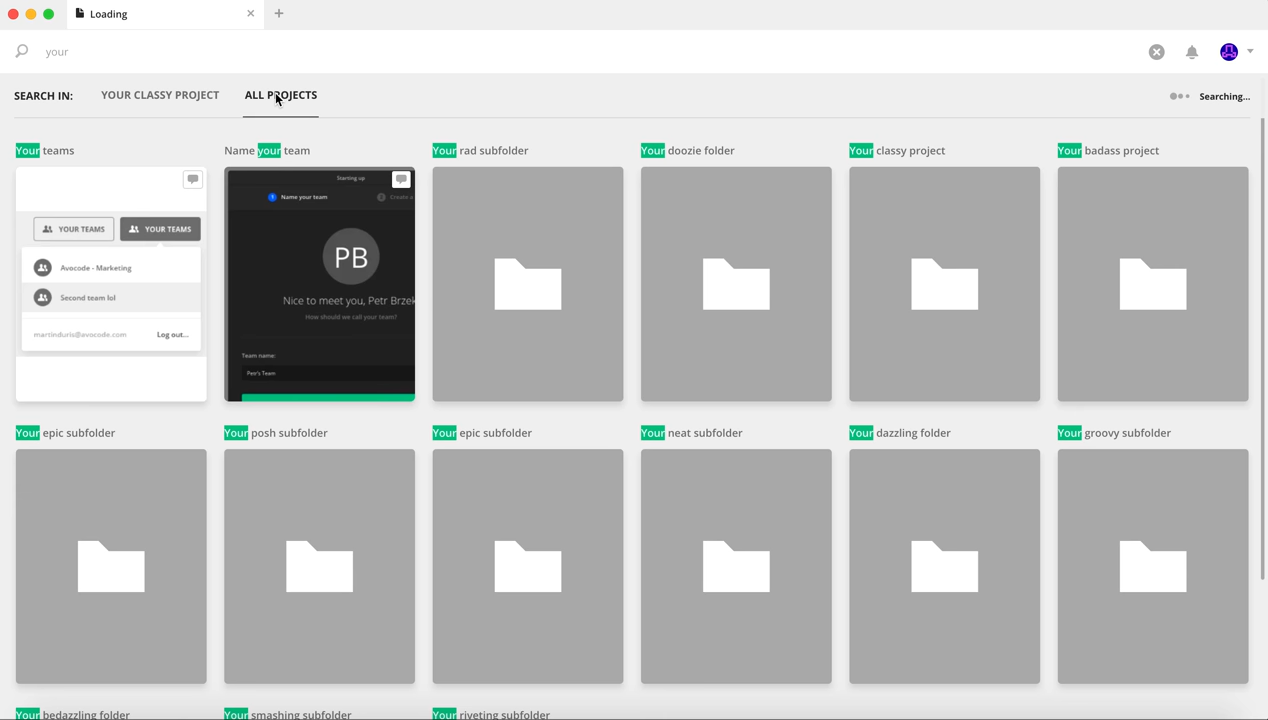 Loading
your
SEARCH IN: YOUR CLASSY PROJECT ALL PROJECTS Searching...
Your teams
YOUR TEAMS YOUR TEAMS
Avocode - Marketing
Second team lol
martinduris@avocode.com Log out...
Name your team
Starting up
1 Name your team Create a
PB
Nice to meet you, Petr Brzek
How should we call your team?
Team name:
Petr's Team
Your rad subfolder
Your doozie folder
Your classy project
Your badass project
Your epic subfolder
Your posh subfolder
Your epic subfolder
Your neat subfolder
Your dazzling folder
Your groovy subfolder
Your bedazzling folder
Your smashing subfolder
Your riveting subfolder